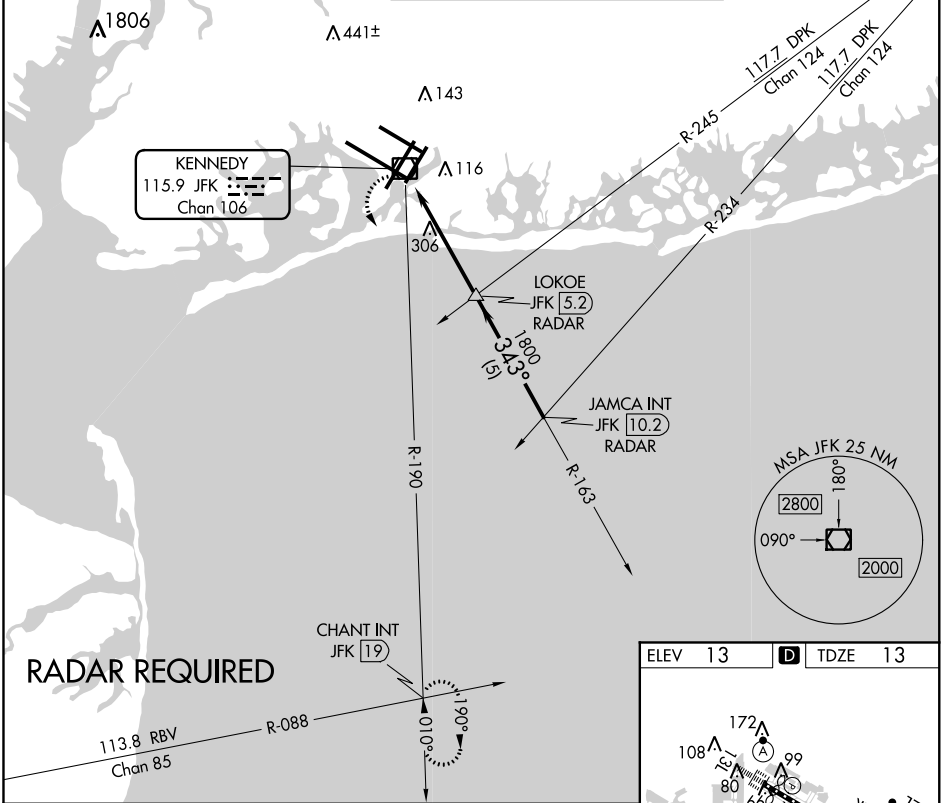 1806
441±
143
116
306
KENNEDY
115.9 JFK
Chan 106
117.7 DPK
Chan 124
117.7 DPK
Chan 124
R-245
R-234
LOKOE
JFK 5.2
RADAR
1800
343°
(5)
JAMCA INT
JFK 10.2
RADAR
R-163
R-190
MSA JFK 25 NM
180°
2800
090°
2000
CHANT INT
JFK 19
RADAR REQUIRED
190°
010°
R-088
113.8 RBV
Chan 85
ELEV 13 D TDZE 13
172
A
108
131
99
80